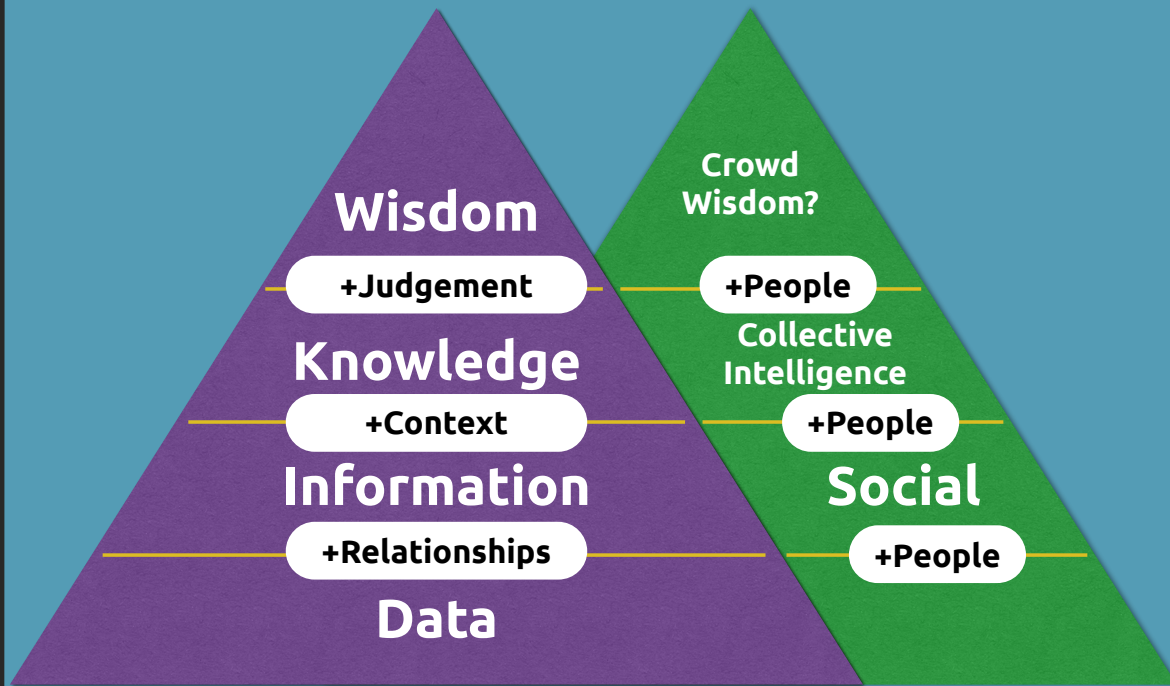 Wisdom
+Judgement
Knowledge
+Context
Information
+Relationships
Data
Crowd
Wisdom?
+People
Collective
Intelligence
+People
Social
+People